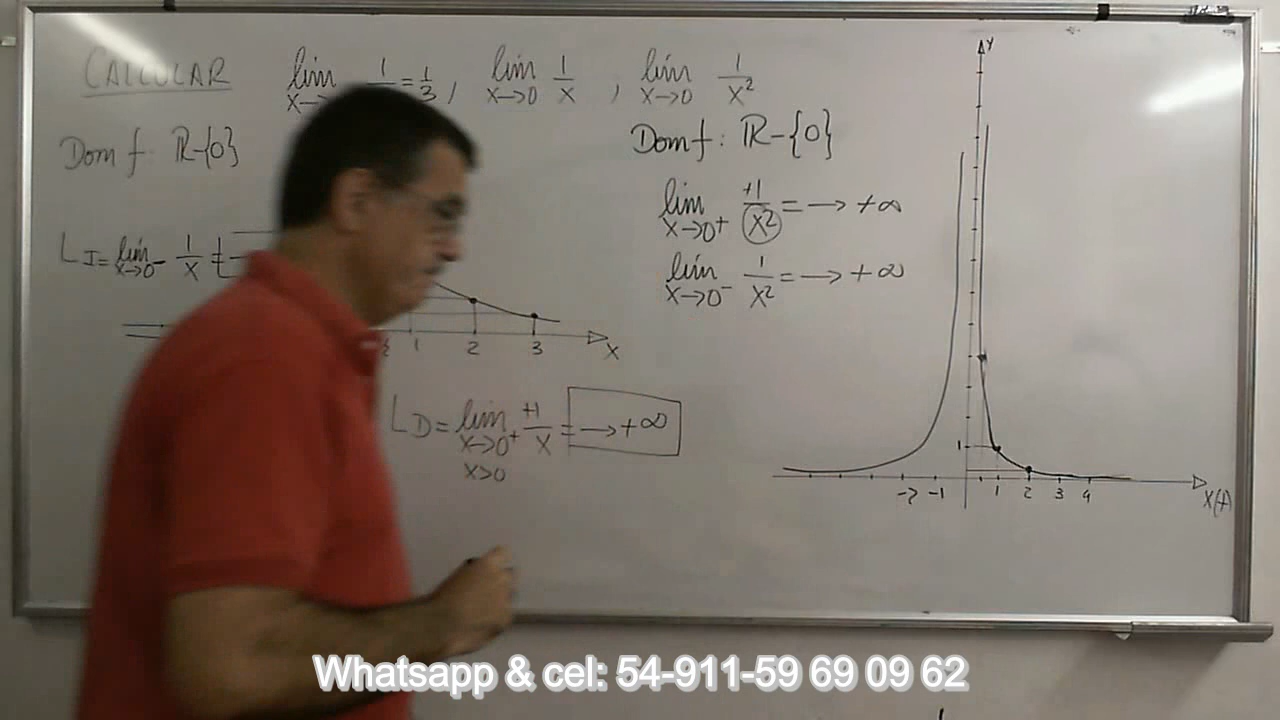 CALCULAR lim x→ 1 = 1/3 , lim x→0 1/x , lim x→0 1/x²
Dom f: R-{0}
LI = lim x→0⁻ 1/x =
1 2 3 X
LD = lim x→0⁺ +1/x = → +∞
x>0
Dom f: R-{0}
lim x→0⁺ +1/x² = → +∞
lim x→0⁻ 1/x² = → +∞
Y
1
-2 -1 1 2 3 4
X(+)
Whatsapp & cel: 54-911-59 69 09 62